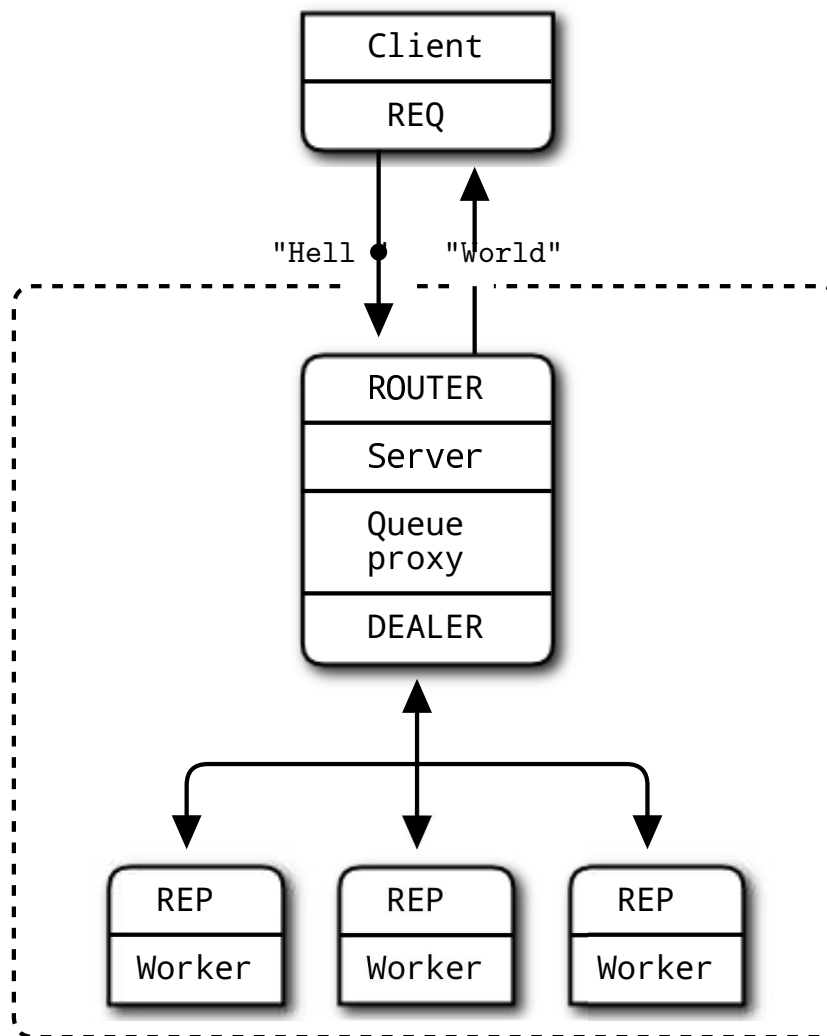 Client
REQ
"Hell "World"
ROUTER
Server
Queue
proxy
DEALER
REP REP REP
Worker Worker Worker